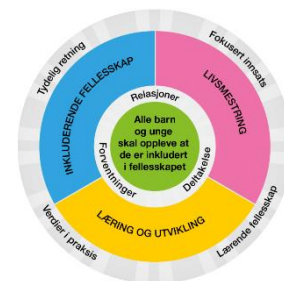 Tydelig retning
Fokusert innsats
INKLUDERENDE FELLESSKAP
LIVSMESTRING
Relasjoner
Alle barn
og unge
skal oppleve at
de er inkludert
i fellesskapet
Forventninger
Deltakelse
LÆRING OG UTVIKLING
Verdier i praksis
Lærende fellesskap